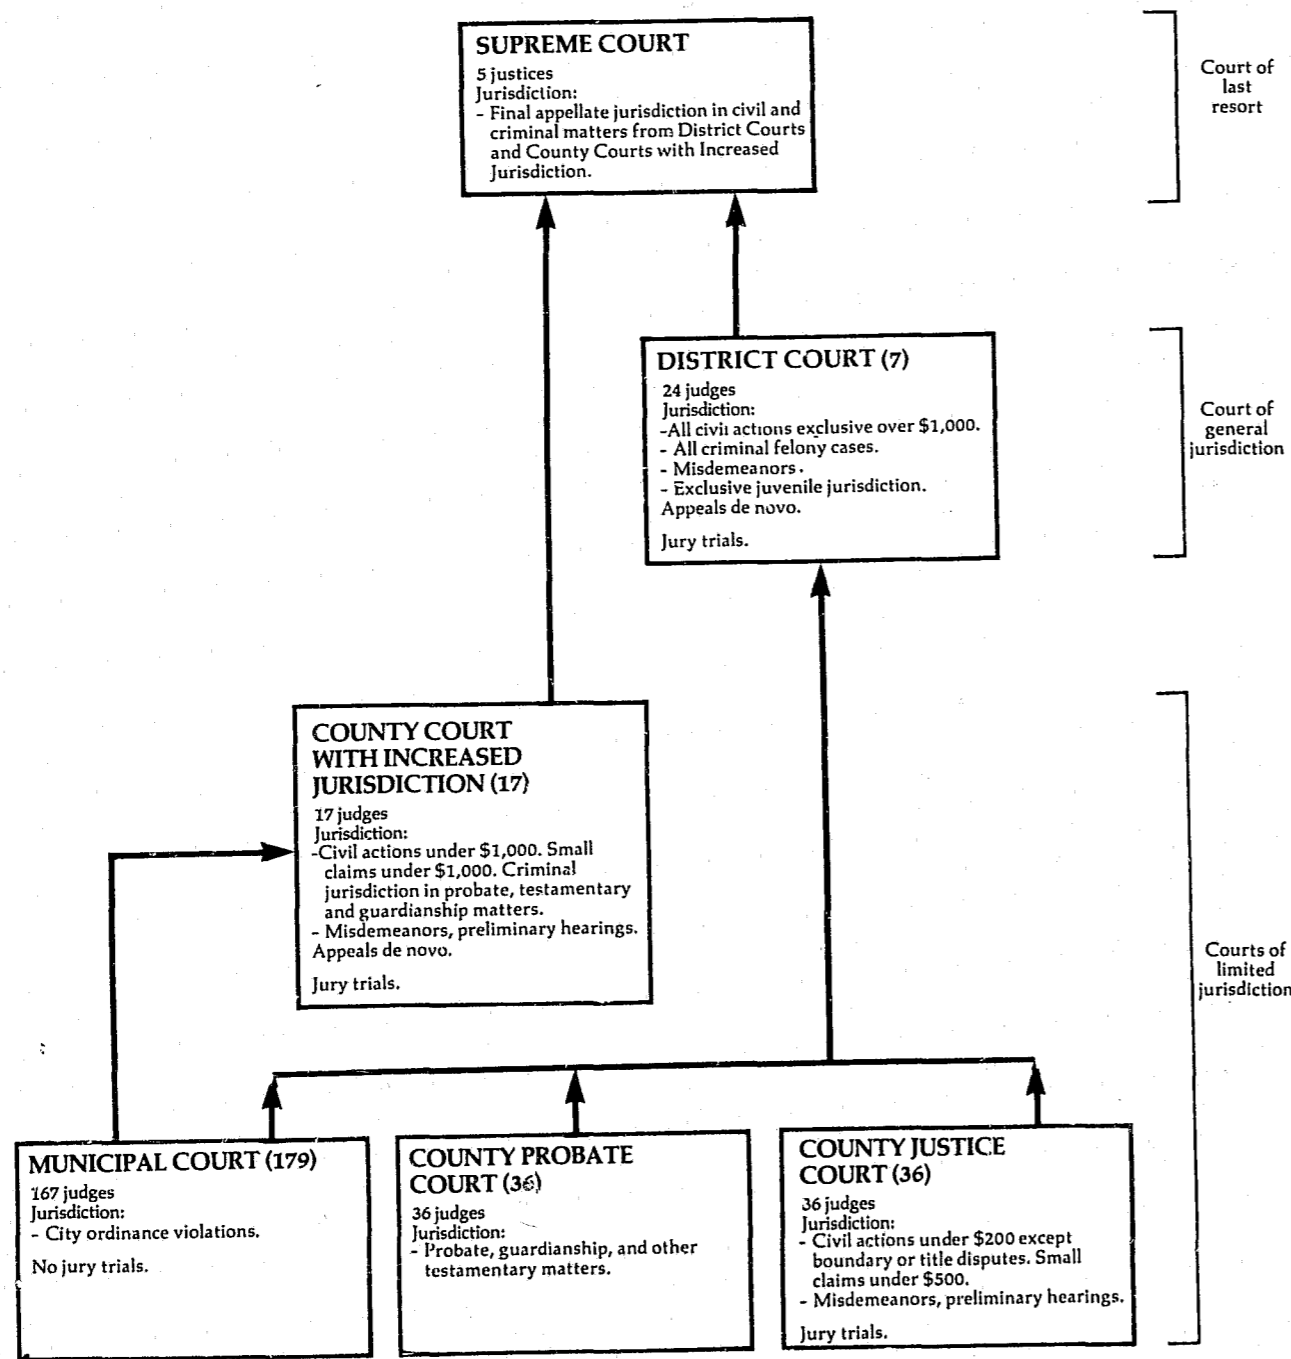 SUPREME COURT
5 justices
Jurisdiction:
- Final appellate jurisdiction in civil and
criminal matters from District Courts
and County Courts with Increased
Jurisdiction.
Court of
last
resort
DISTRICT COURT (7)
24 judges
Jurisdiction:
-All civil actions exclusive over $1,000.
- All criminal felony cases.
- Misdemeanors.
- Exclusive juvenile jurisdiction.
Appeals de novo.
Jury trials.
Court of
general
jurisdiction
COUNTY COURT
WITH INCREASED
JURISDICTION (17)
17 judges
Jurisdiction:
-Civil actions under $1,000. Small
claims under $1,000. Criminal
jurisdiction in probate, testamentary
and guardianship matters.
- Misdemeanors, preliminary hearings.
Appeals de novo.
Jury trials.
Courts of
limited
jurisdiction
MUNICIPAL COURT (179)
167 judges
Jurisdiction:
- City ordinance violations.
No jury trials.
COUNTY PROBATE
COURT (36)
36 judges
Jurisdiction:
- Probate, guardianship, and other
testamentary matters.
COUNTY JUSTICE
COURT (36)
36 judges
Jurisdiction:
- Civil actions under $200 except
boundary or title disputes. Small
claims under $500.
- Misdemeanors, preliminary hearings.
Jury trials.